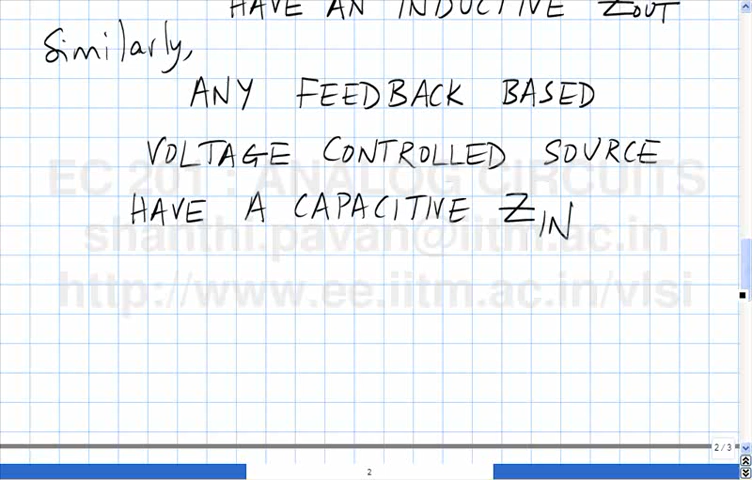 HAVE AN INDUCTIVE ZOUT
Similarly,
ANY FEEDBACK BASED
VOLTAGE CONTROLLED SOURCE
EC 201 : ANALOG CIRCUITS
HAVE A CAPACITIVE ZIN
shanthi.pavan@iitm.ac.in
http://www.ee.iitm.ac.in/vlsi
2/3
2